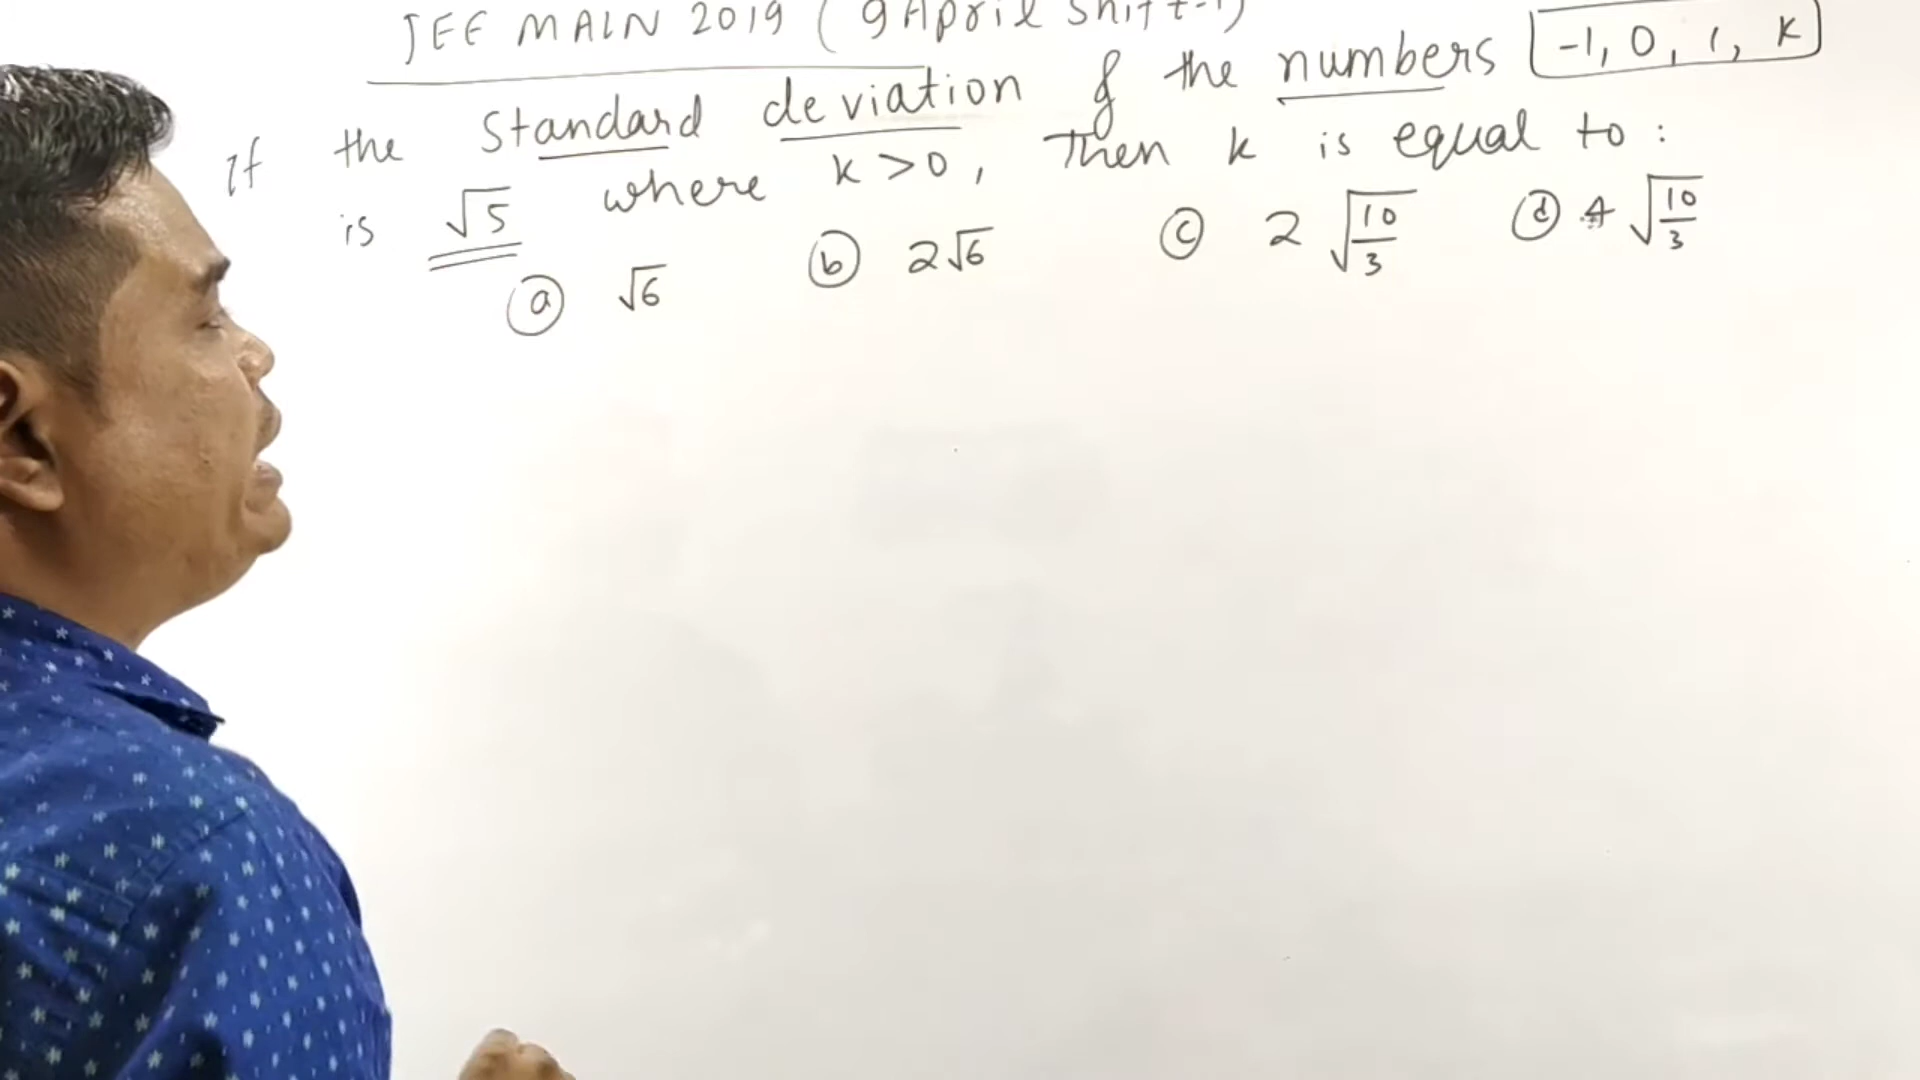 JEE MAIN 2019 ( 9 April Shift-1)
If the Standard deviation of the numbers -1, 0, 1, k
is √5 where k > 0, Then k is equal to :
(a) √6 (b) 2√6 (c) 2√(10/3) (d) 4√(10/3)